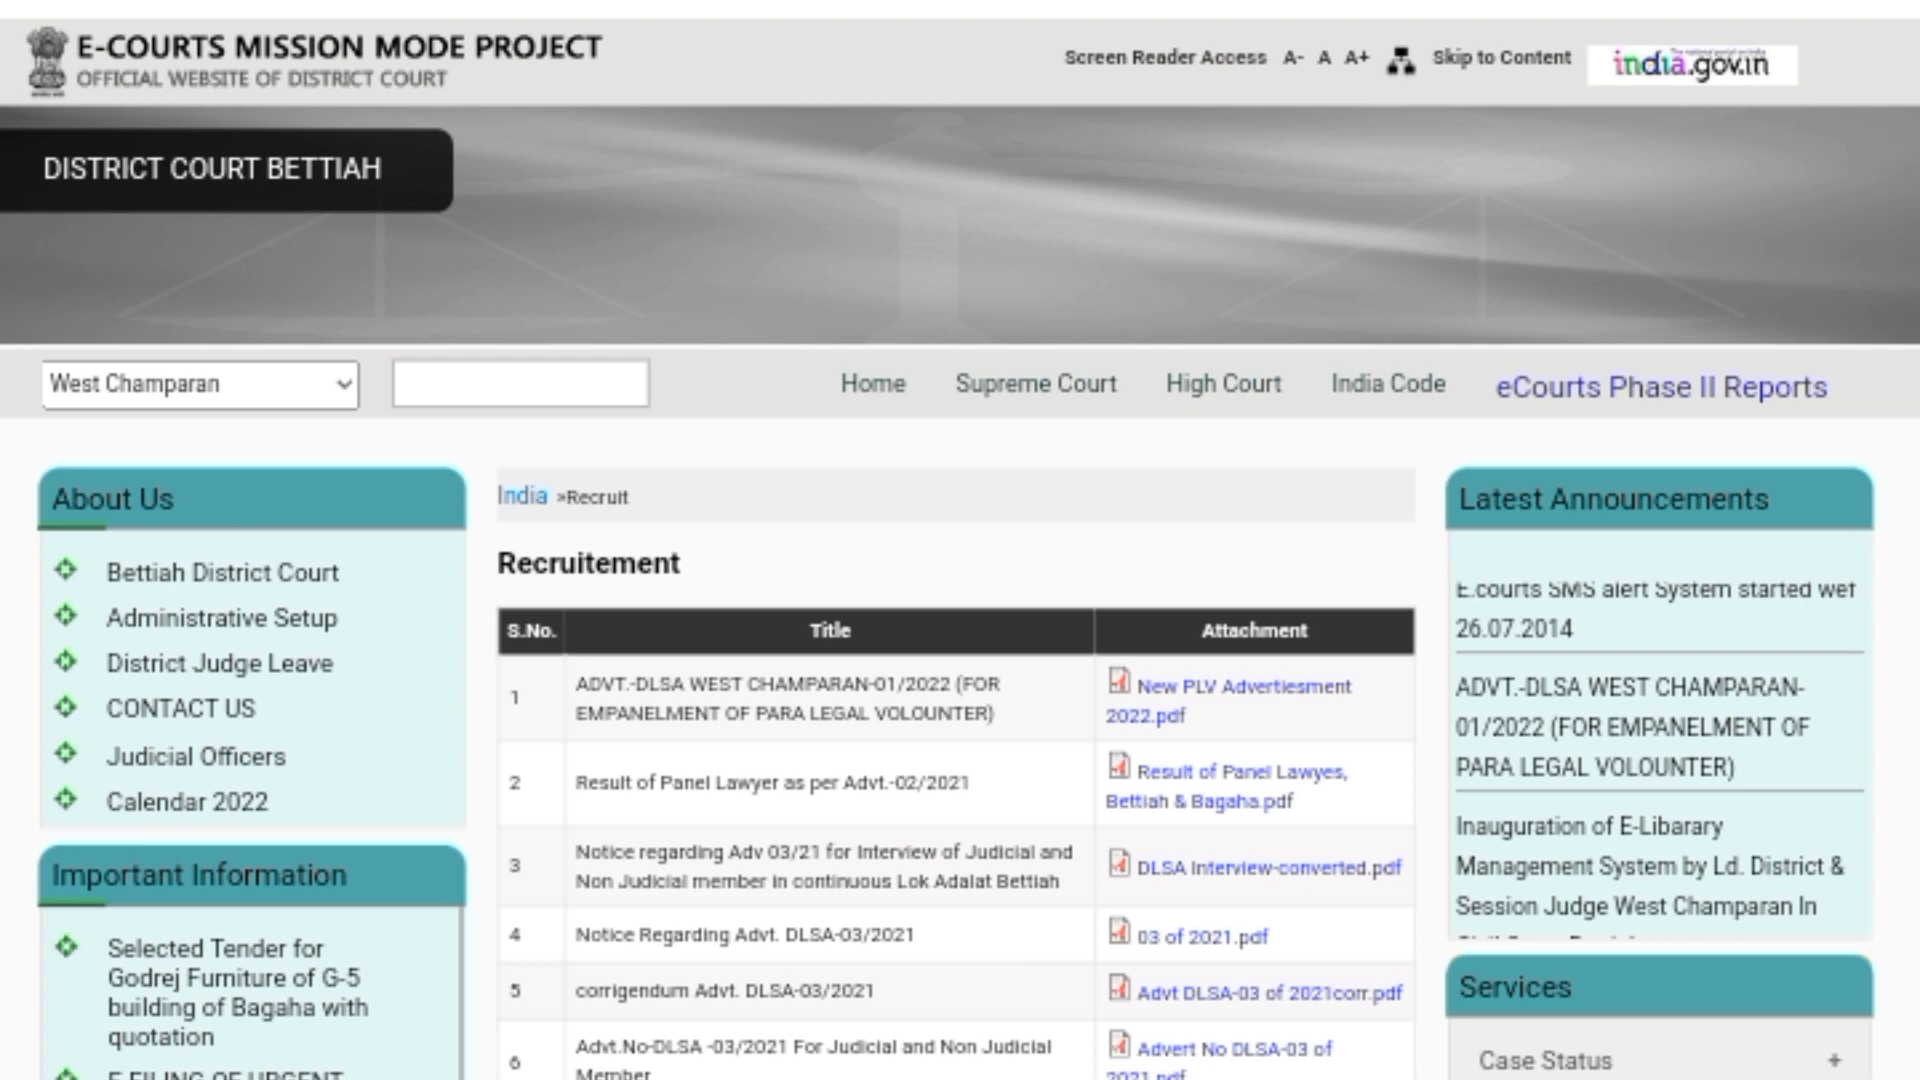 E-COURTS MISSION MODE PROJECT
OFFICIAL WEBSITE OF DISTRICT COURT
Screen Reader Access A- A A+ Skip to Content
india.gov.in
DISTRICT COURT BETTIAH
West Champaran
Home Supreme Court High Court India Code eCourts Phase II Reports
About Us
Bettiah District Court
Administrative Setup
District Judge Leave
CONTACT US
Judicial Officers
Calendar 2022
Important Information
Selected Tender for
Godrej Furniture of G-5
building of Bagaha with
quotation
E FILING OF URGENT
India »Recruit
Recruitement
S.No. Title Attachment
1 ADVT.-DLSA WEST CHAMPARAN-01/2022 (FOR
EMPANELMENT OF PARA LEGAL VOLOUNTER)
New PLV Advertiesment
2022.pdf
2 Result of Panel Lawyer as per Advt.-02/2021
Result of Panel Lawyes,
Bettiah & Bagaha.pdf
3 Notice regarding Adv 03/21 for Interview of Judicial and
Non Judicial member in continuous Lok Adalat Bettiah
DLSA Interview-converted.pdf
4 Notice Regarding Advt. DLSA-03/2021
03 of 2021.pdf
5 corrigendum Advt. DLSA-03/2021
Advt DLSA-03 of 2021corr.pdf
6 Advt.No-DLSA -03/2021 For Judicial and Non Judicial
Member
Advert No DLSA-03 of
2021.pdf
Latest Announcements
E.courts SMS alert System started wef
26.07.2014
ADVT.-DLSA WEST CHAMPARAN-
01/2022 (FOR EMPANELMENT OF
PARA LEGAL VOLOUNTER)
Inauguration of E-Libarary
Management System by Ld. District &
Session Judge West Champaran In
Services
Case Status +